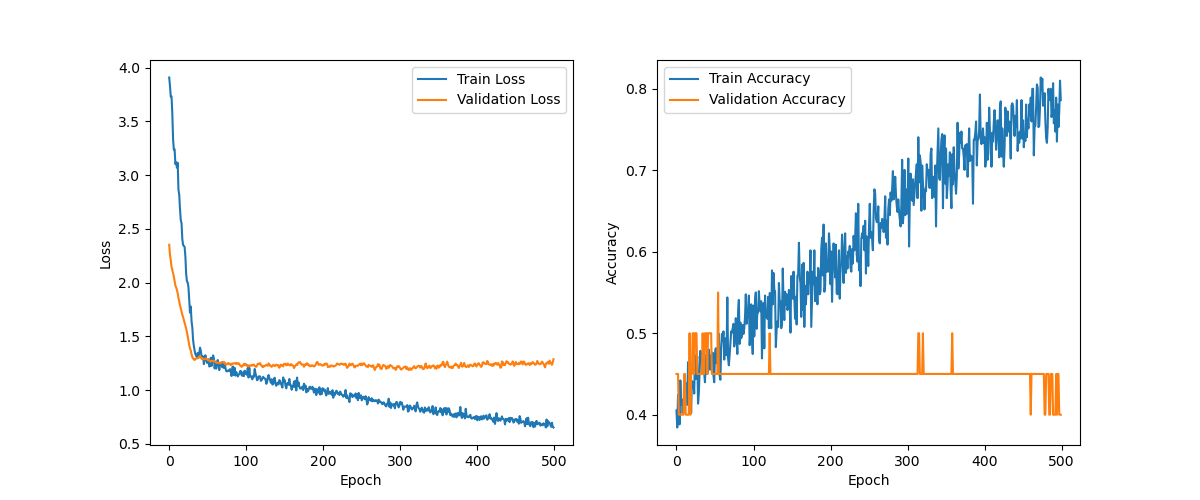 4.0
3.5
3.0
2.5
2.0
1.5
1.0
0.5
Loss
0 100 200 300 400 500
Epoch
Train Loss
Validation Loss
0.8
0.7
0.6
0.5
0.4
Accuracy
0 100 200 300 400 500
Epoch
Train Accuracy
Validation Accuracy